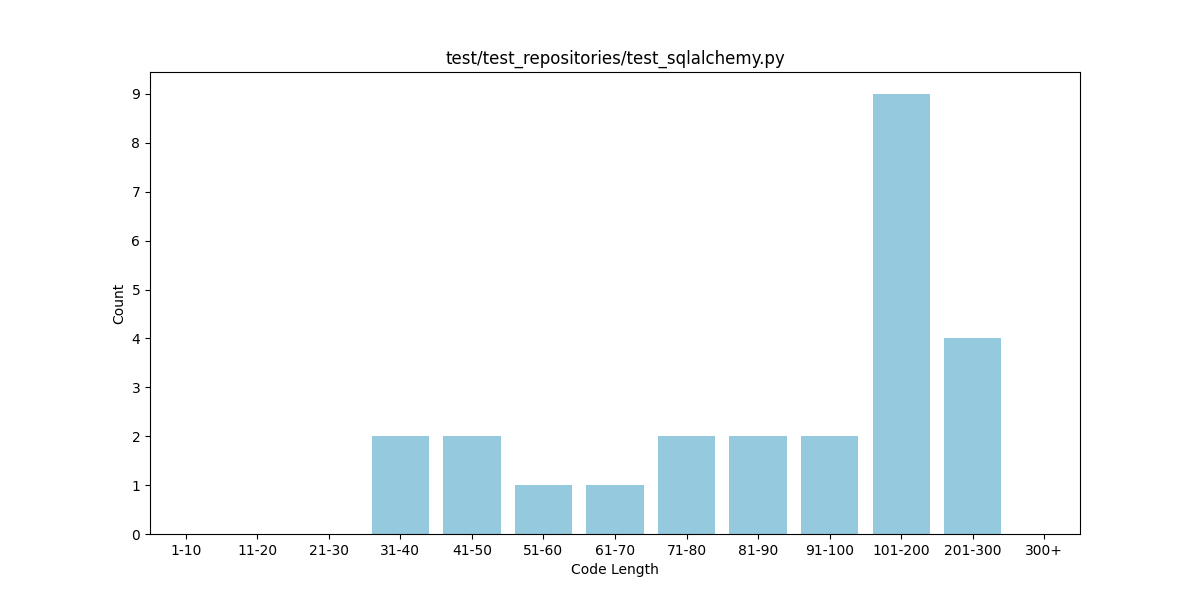 test/test_repositories/test_sqlalchemy.py
9
8
7
6
5
4
3
2
1
0
Count
1-10 11-20 21-30 31-40 41-50 51-60 61-70 71-80 81-90 91-100 101-200 201-300 300+
Code Length